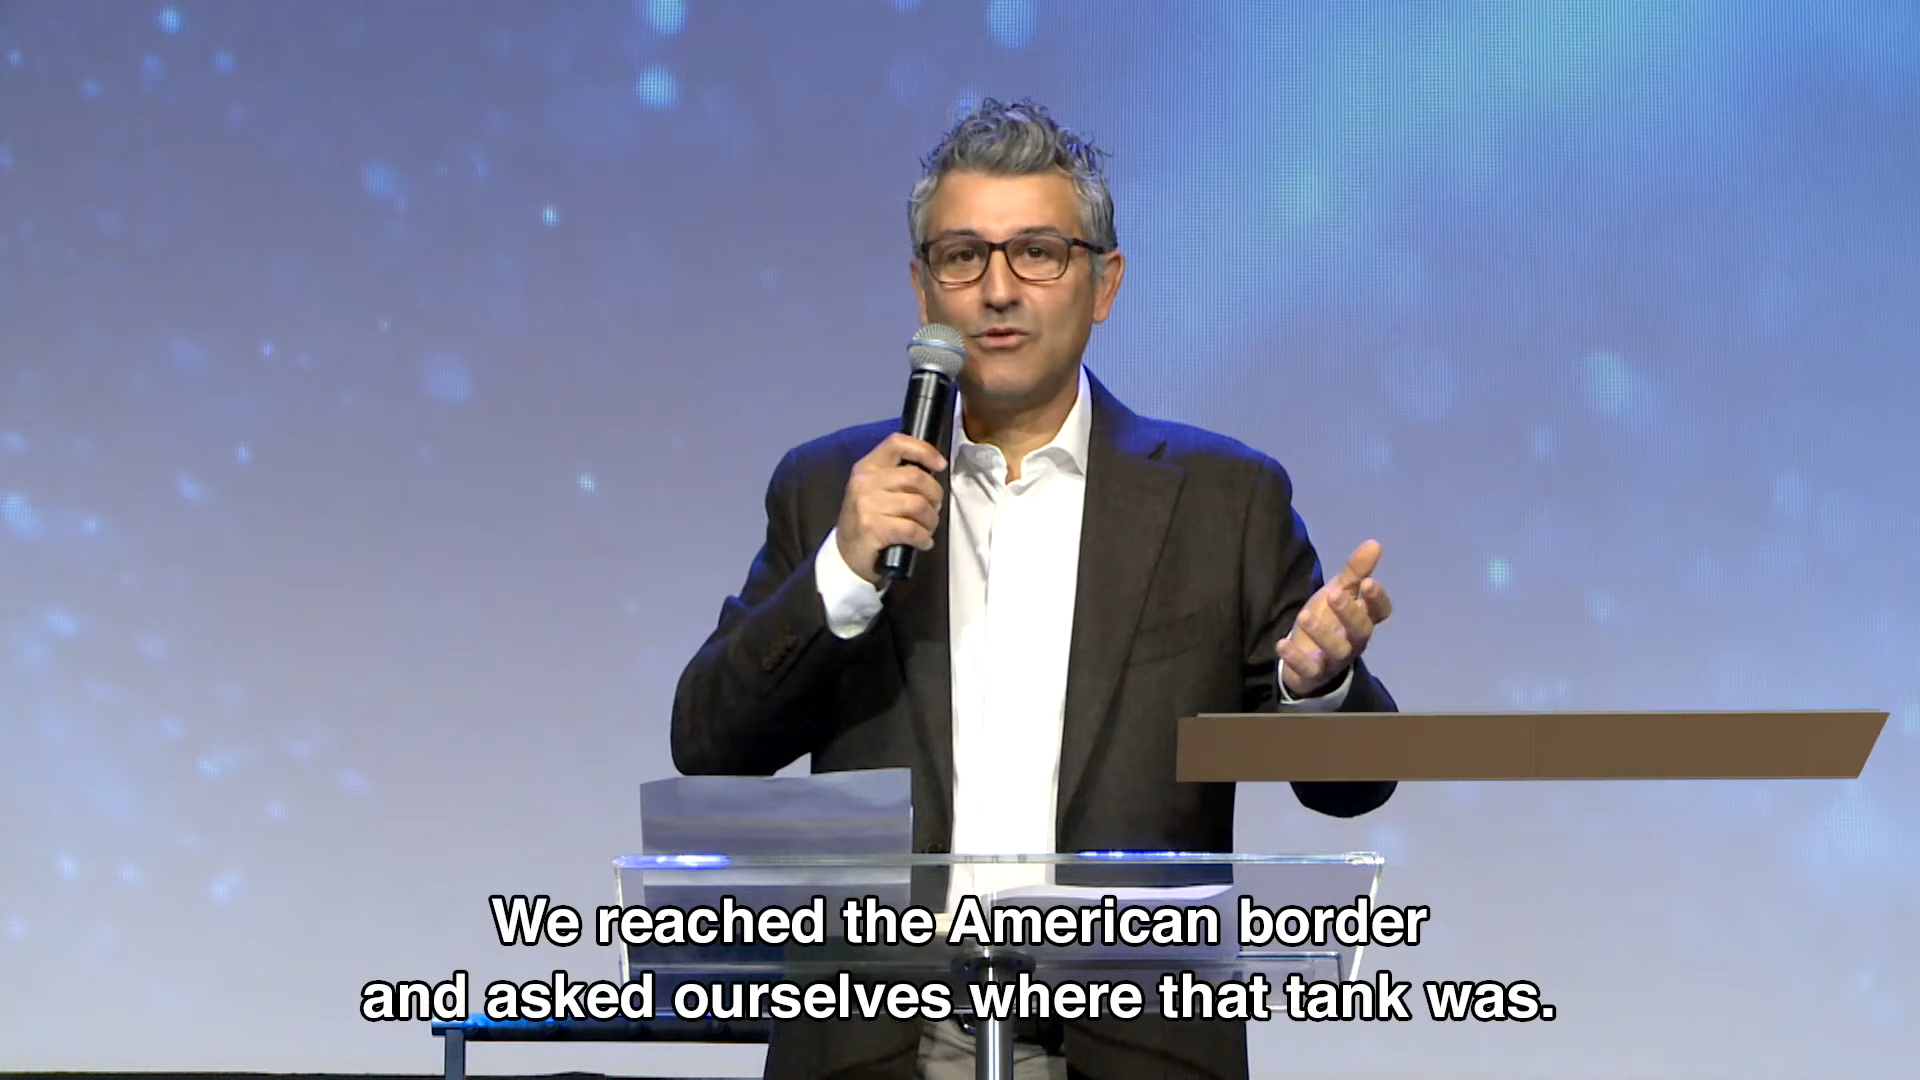 We reached the American border
and asked ourselves where that tank was.